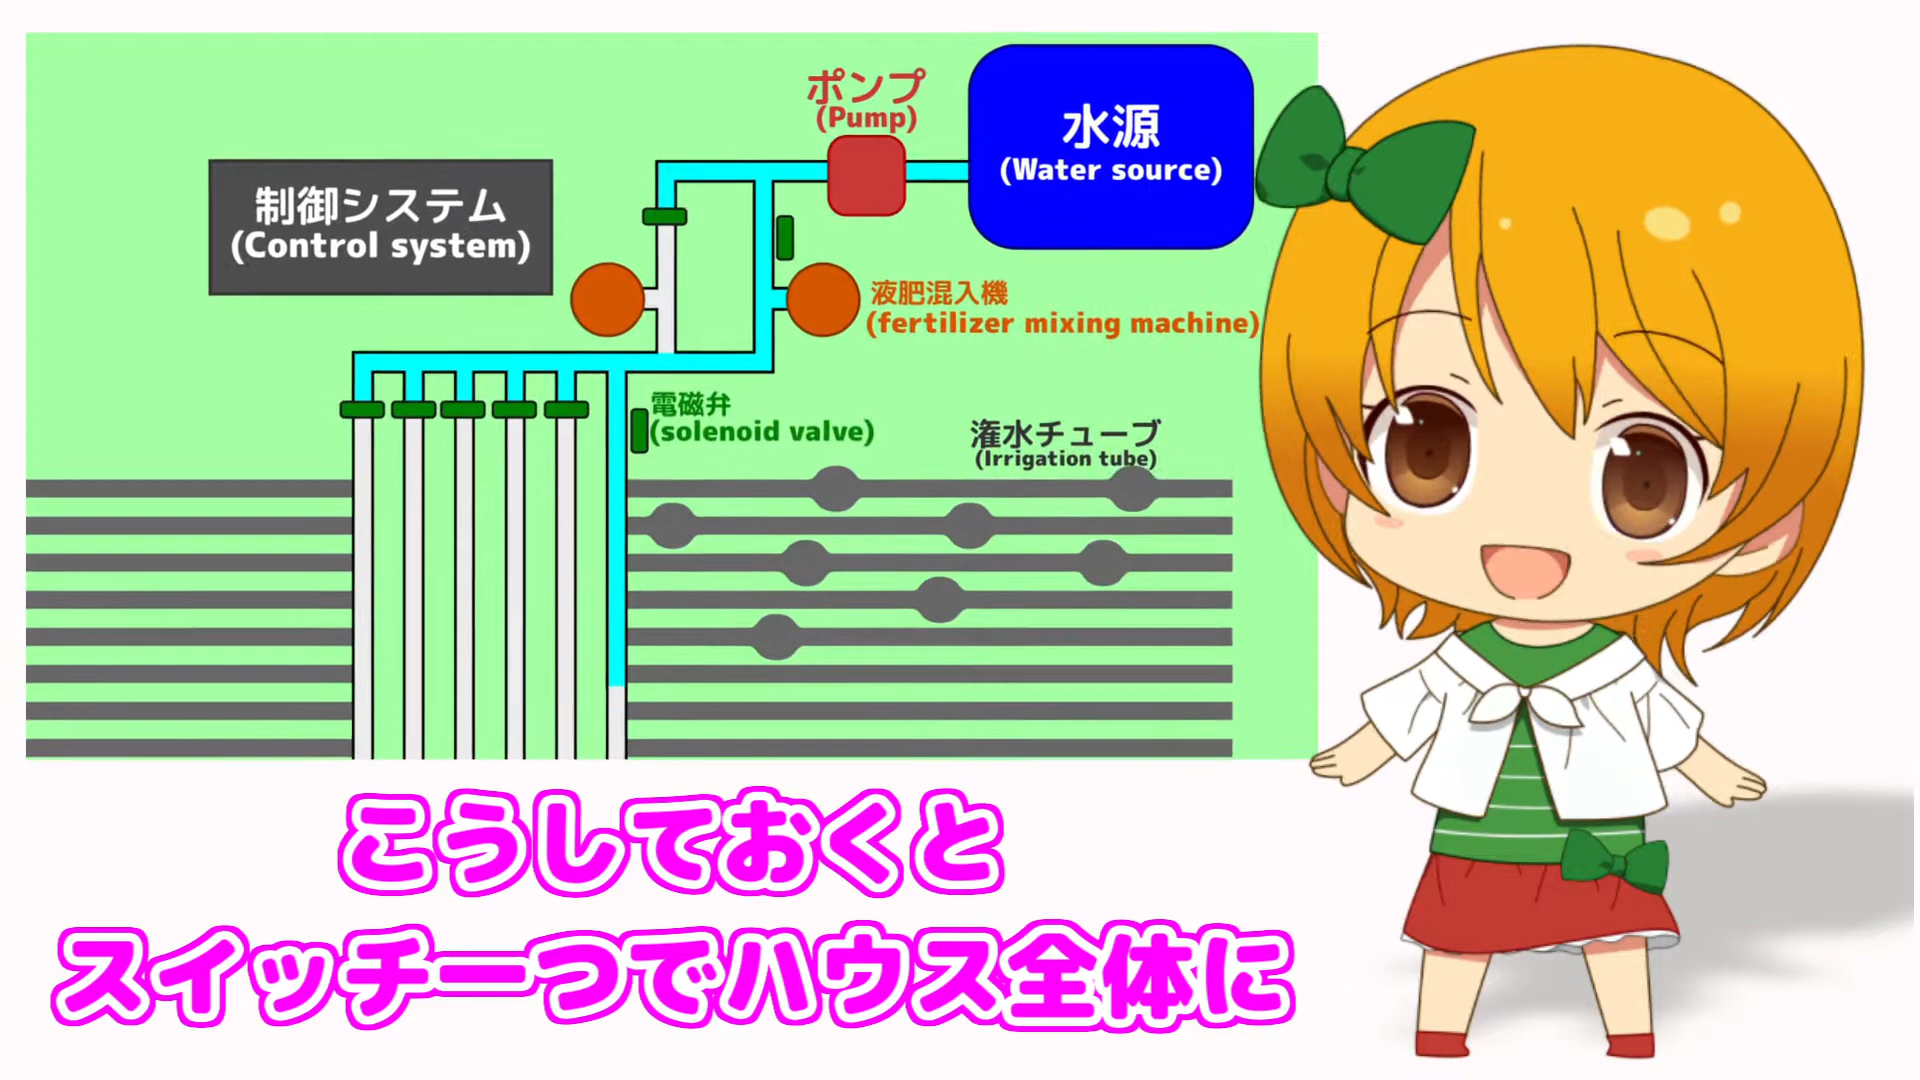 ポンプ
(Pump)
水源
(Water source)
制御システム
(Control system)
液肥混入機
(fertilizer mixing machine)
電磁弁
(solenoid valve)
潅水チューブ
(Irrigation tube)
こうしておくと
スイッチ一つでハウス全体に